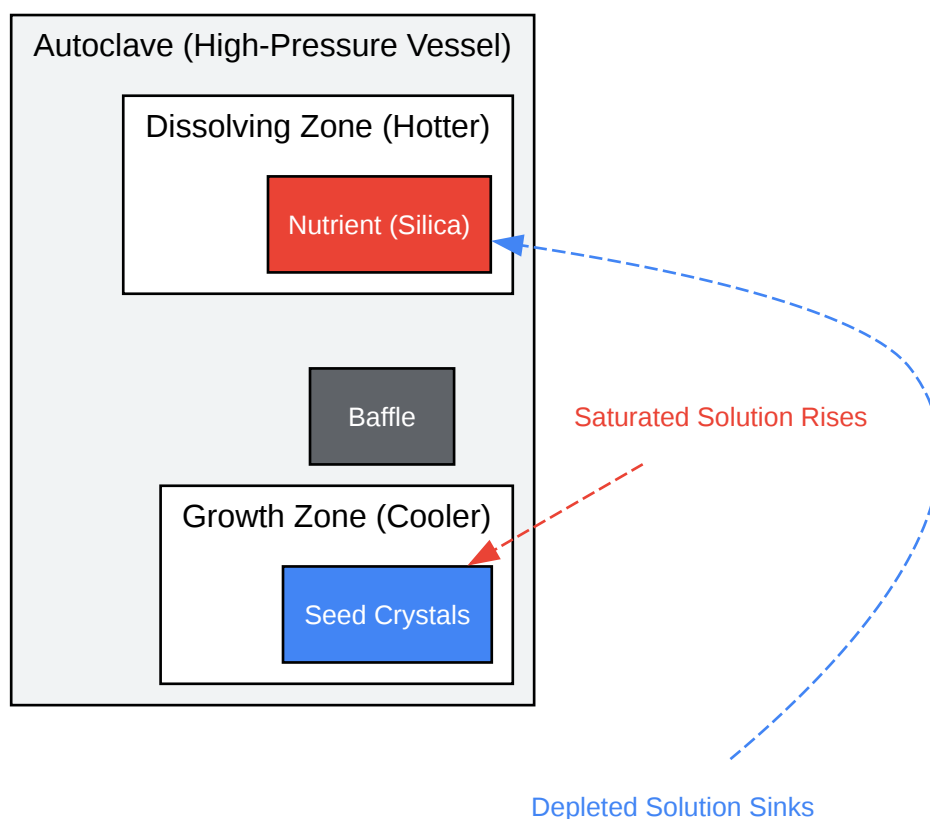 Autoclave (High-Pressure Vessel)
Dissolving Zone (Hotter)
Nutrient (Silica)
Baffle
Saturated Solution Rises
Growth Zone (Cooler)
Seed Crystals
Depleted Solution Sinks